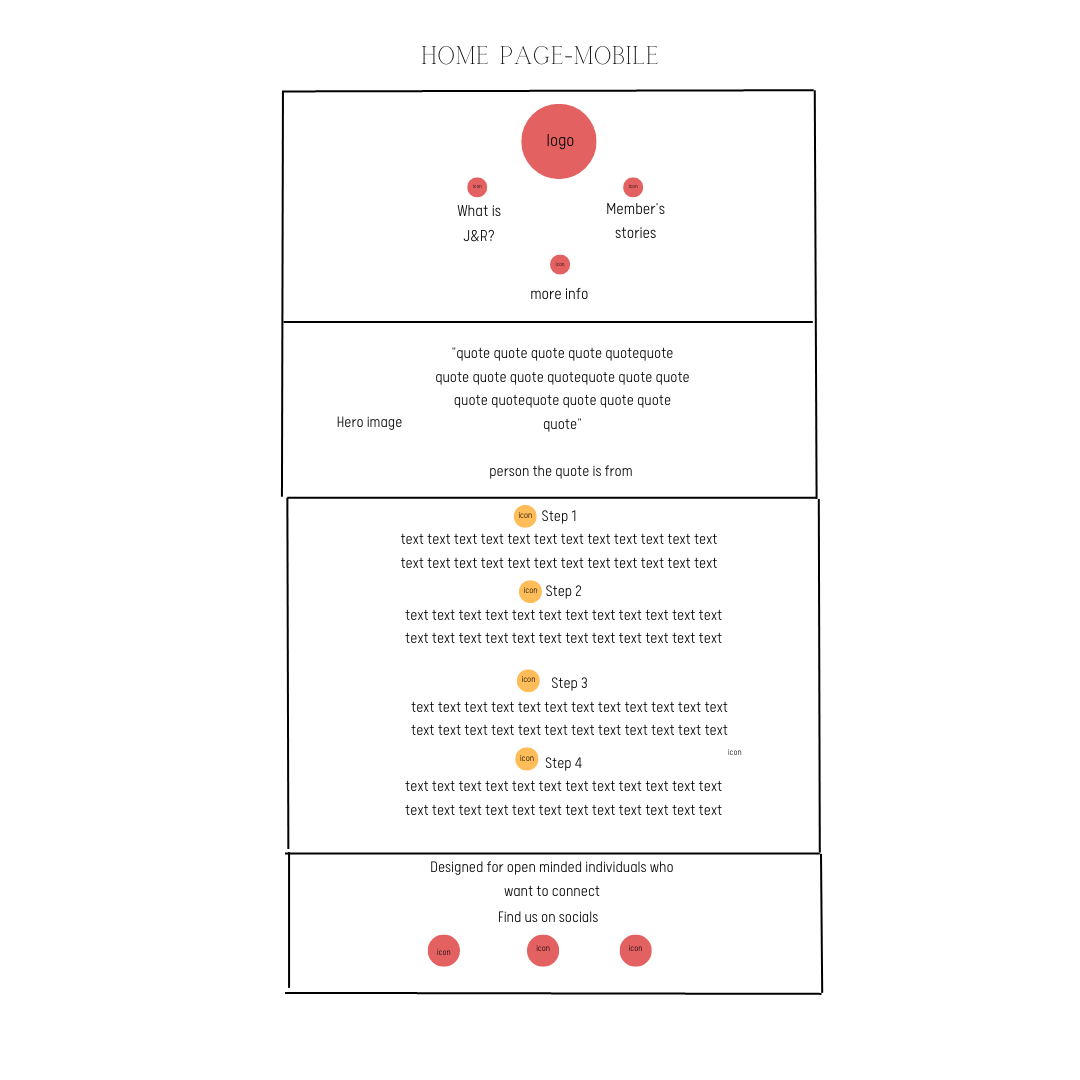 HOME PAGE-MOBILE
logo
icon
icon
What is
J&R?
Member's
stories
icon
more info
"quote quote quote quote quotequote
quote quote quote quotequote quote quote
quote quotequote quote quote quote
quote"
Hero image
person the quote is from
icon Step 1
text text text text text text text text text text text text
text text text text text text text text text text text text
icon Step 2
text text text text text text text text text text text text
text text text text text text text text text text text text
icon Step 3
text text text text text text text text text text text text
text text text text text text text text text text text text
icon
icon Step 4
text text text text text text text text text text text text
text text text text text text text text text text text text
Designed for open minded individuals who
want to connect
Find us on socials
icon icon icon